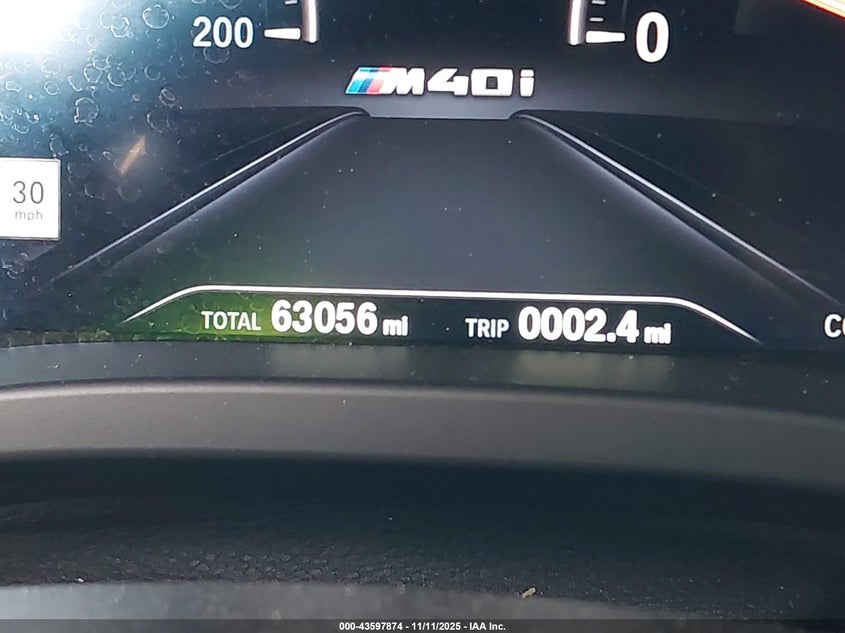 200
0
M40i
30
mph
TOTAL 63056 mi TRIP 0002.4 mi
000-43597874 - 11/11/2025 - IAA Inc.